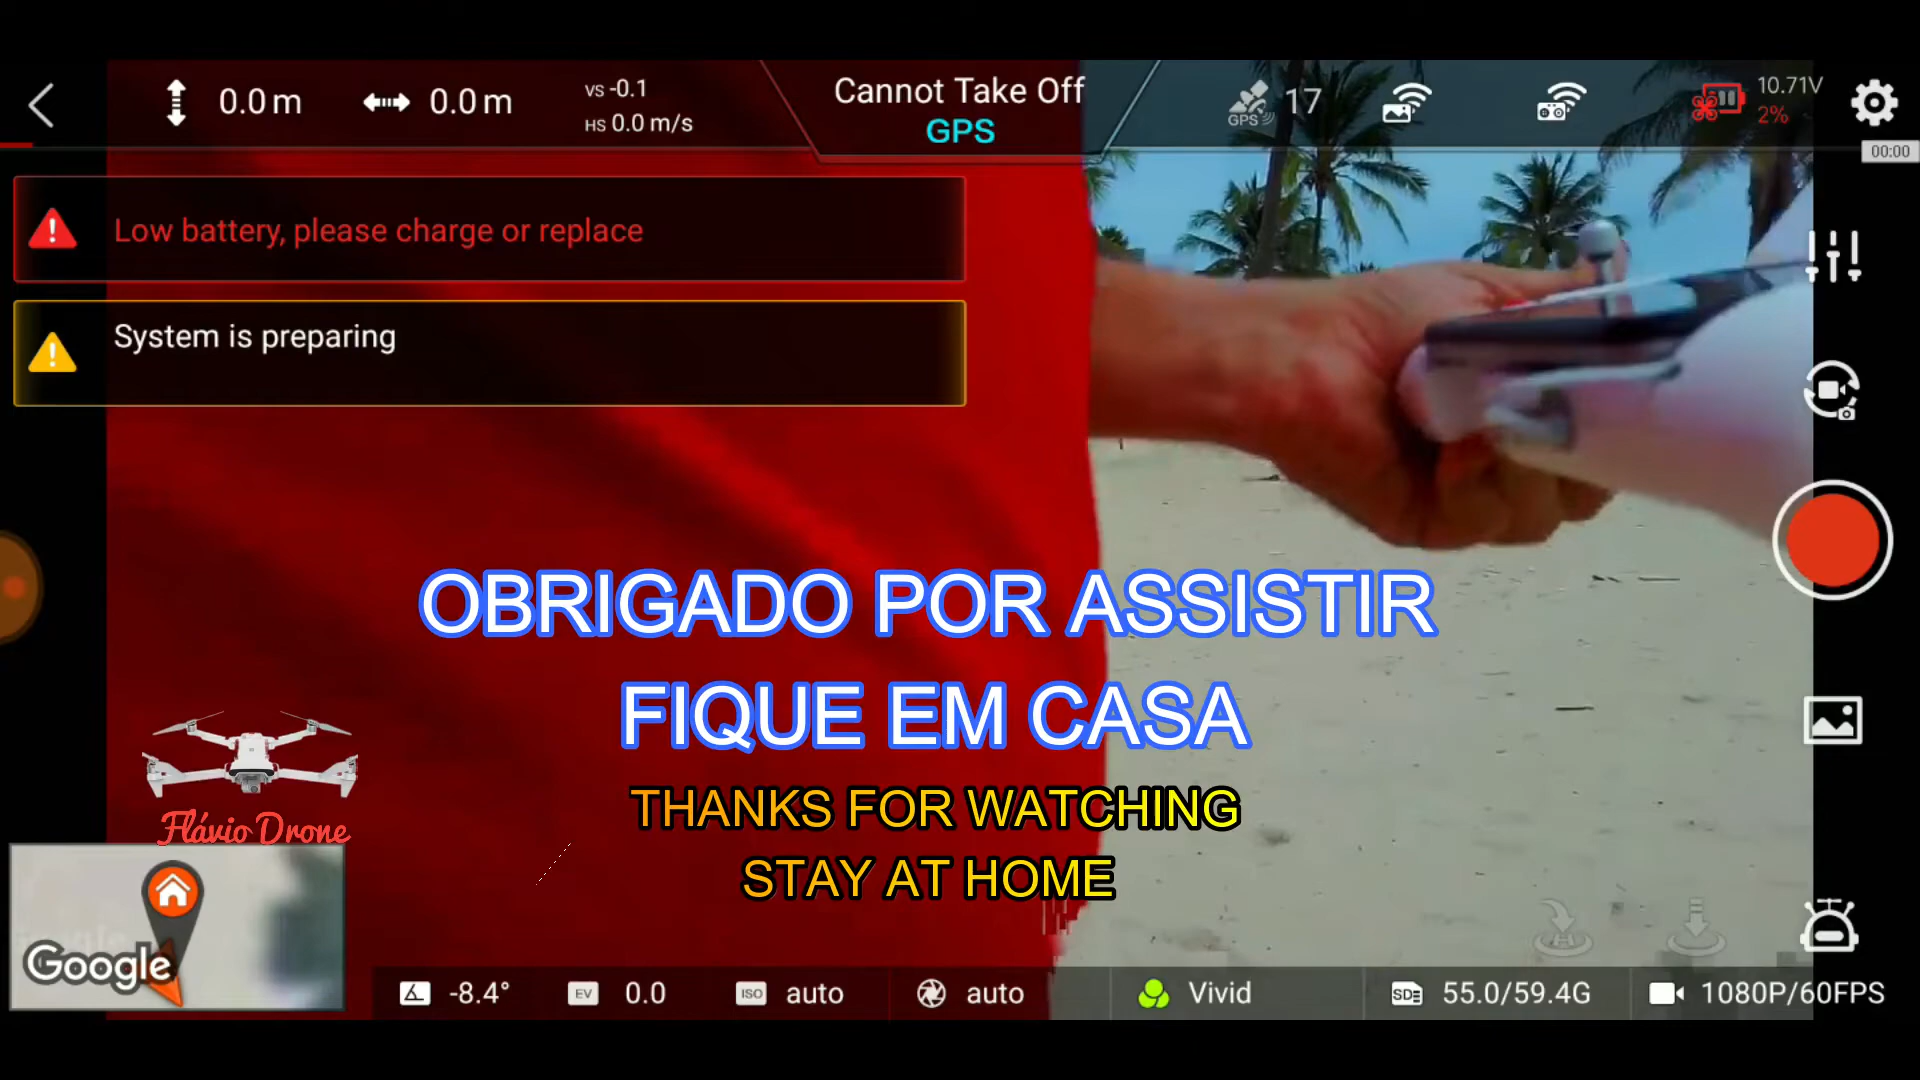 0.0m
0.0m
VS -0.1
HS 0.0 m/s
Cannot Take Off
GPS
GPS
17
10.71V
2%
00:00
Low battery, please charge or replace
System is preparing
OBRIGADO POR ASSISTIR
FIQUE EM CASA
THANKS FOR WATCHING
STAY AT HOME
Flávio Drone
Google
-8.4°
EV
0.0
ISO
auto
auto
Vivid
SD
55.0/59.4G
1080P/60FPS